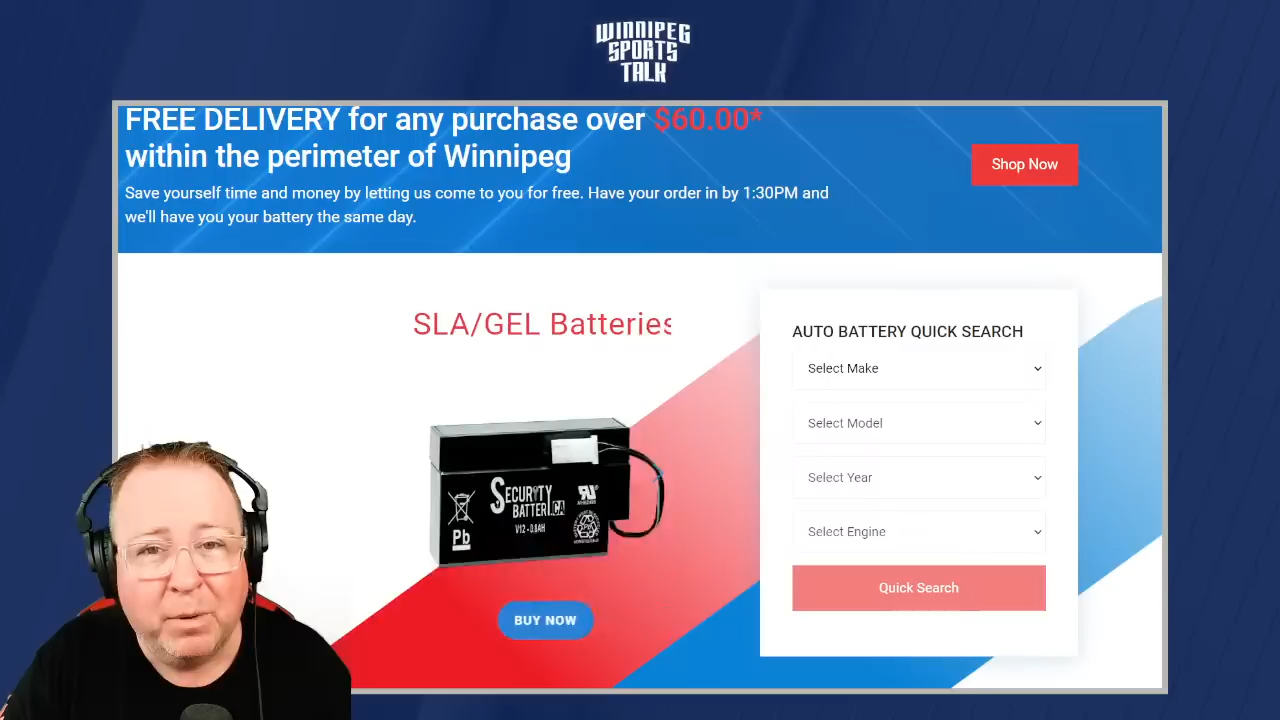 WINNIPEG
SPORTS
TALK
FREE DELIVERY for any purchase over $60.00*
within the perimeter of Winnipeg
Save yourself time and money by letting us come to you for free. Have your order in by 1:30PM and
we'll have you your battery the same day.
Shop Now
SLA/GEL Batteries
AUTO BATTERY QUICK SEARCH
Select Make
Select Model
Select Year
Select Engine
Quick Search
SECURITY
BATTERY.CA
V12 - 0.8AH
Pb
BUY NOW